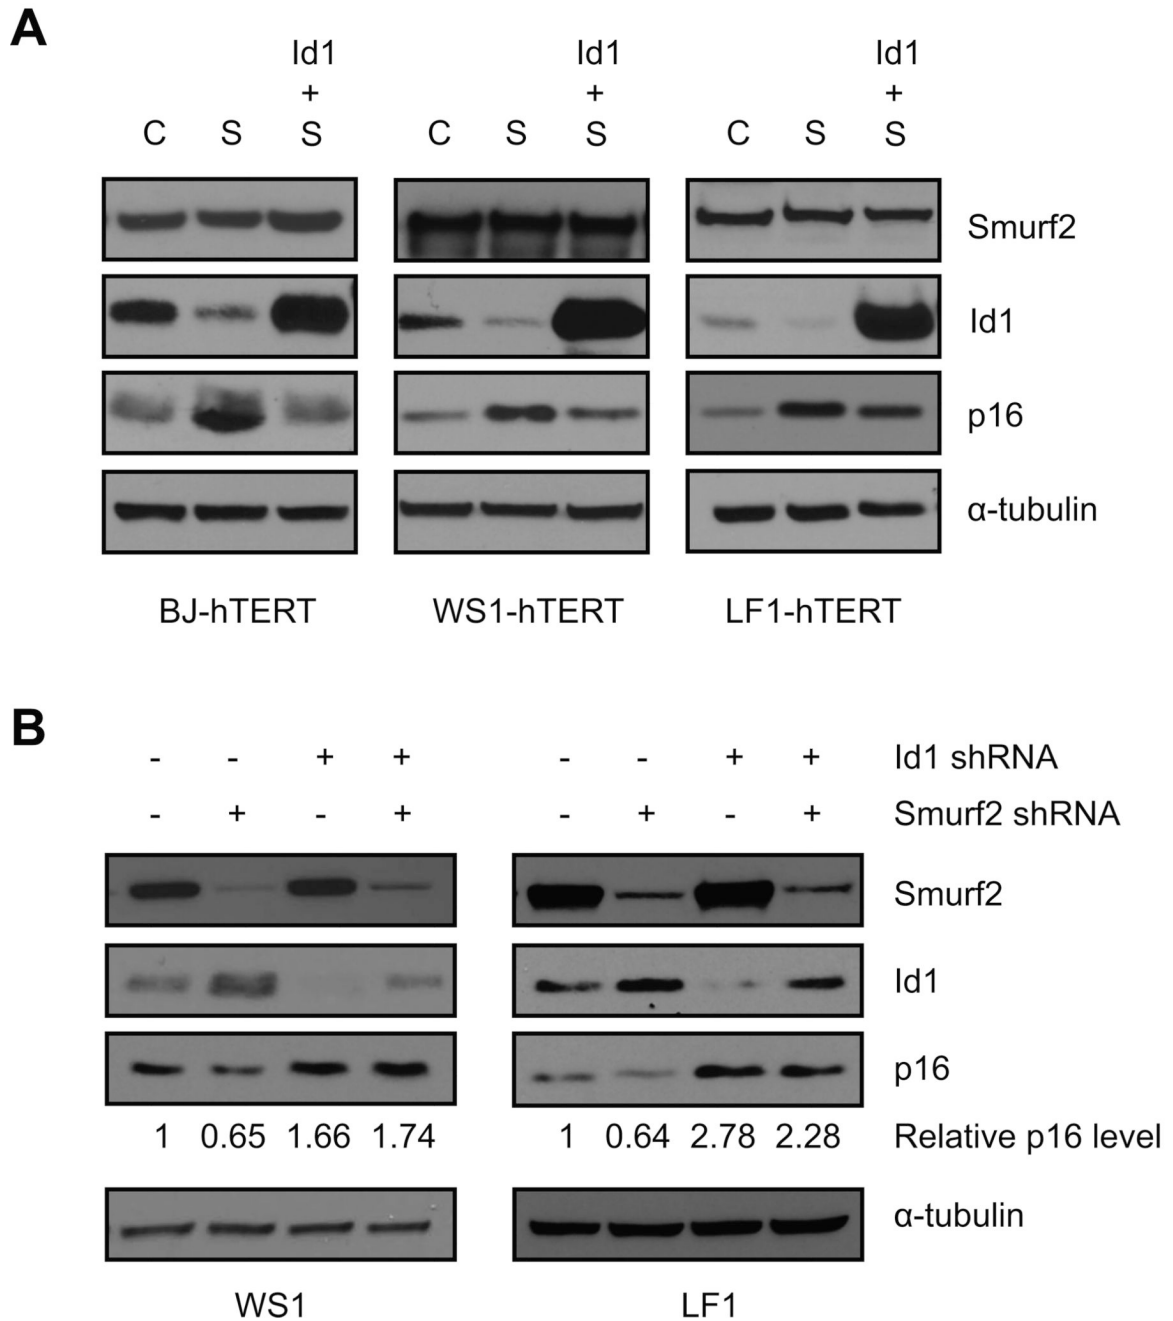 A
Id1 Id1 Id1
+ + +
C S S C S S C S S
Smurf2
Id1
p16
α-tubulin
BJ-hTERT WS1-hTERT LF1-hTERT
B
- - + + - - + + Id1 shRNA
- + - + - + - + Smurf2 shRNA
Smurf2
Id1
p16
1 0.65 1.66 1.74 1 0.64 2.78 2.28 Relative p16 level
α-tubulin
WS1 LF1